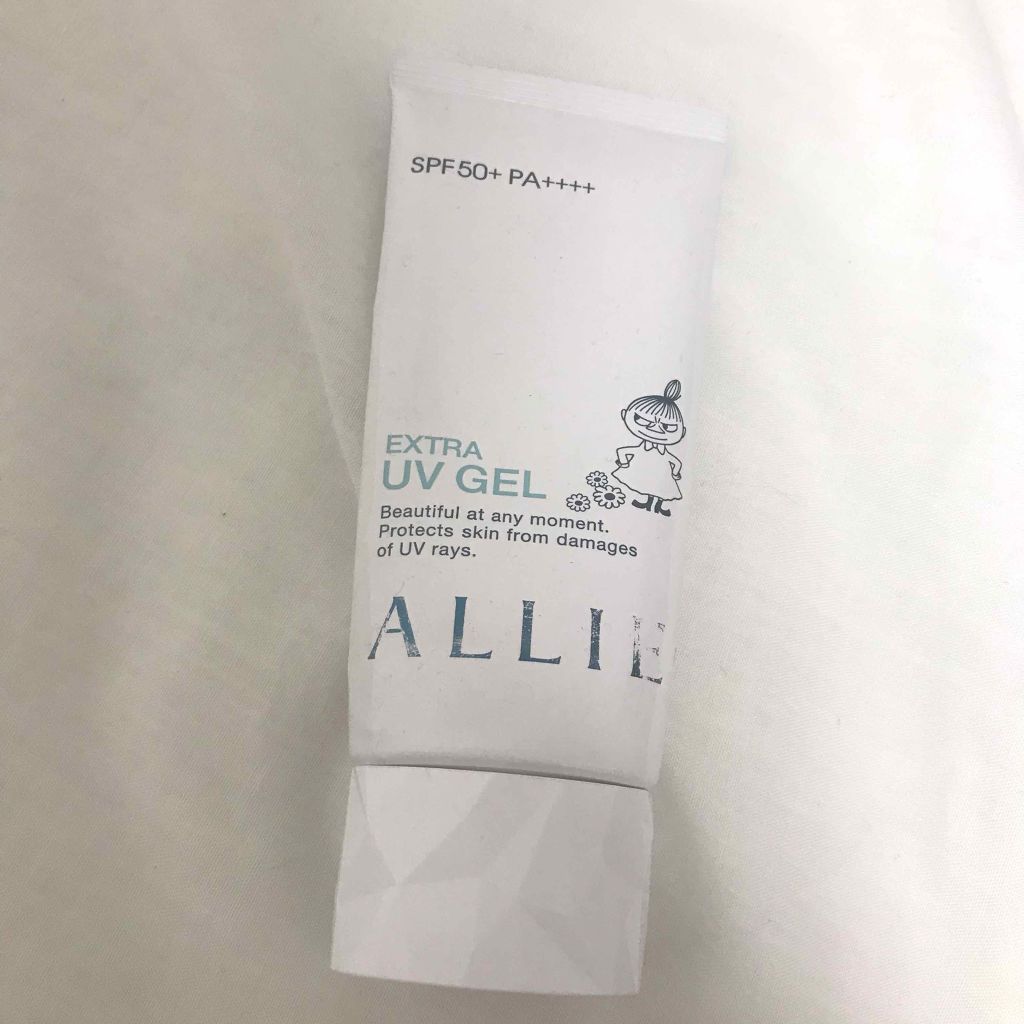 SPF50+ PA++++
EXTRA
UV GEL
Beautiful at any moment.
Protects skin from damages
of UV rays.
ALLIE